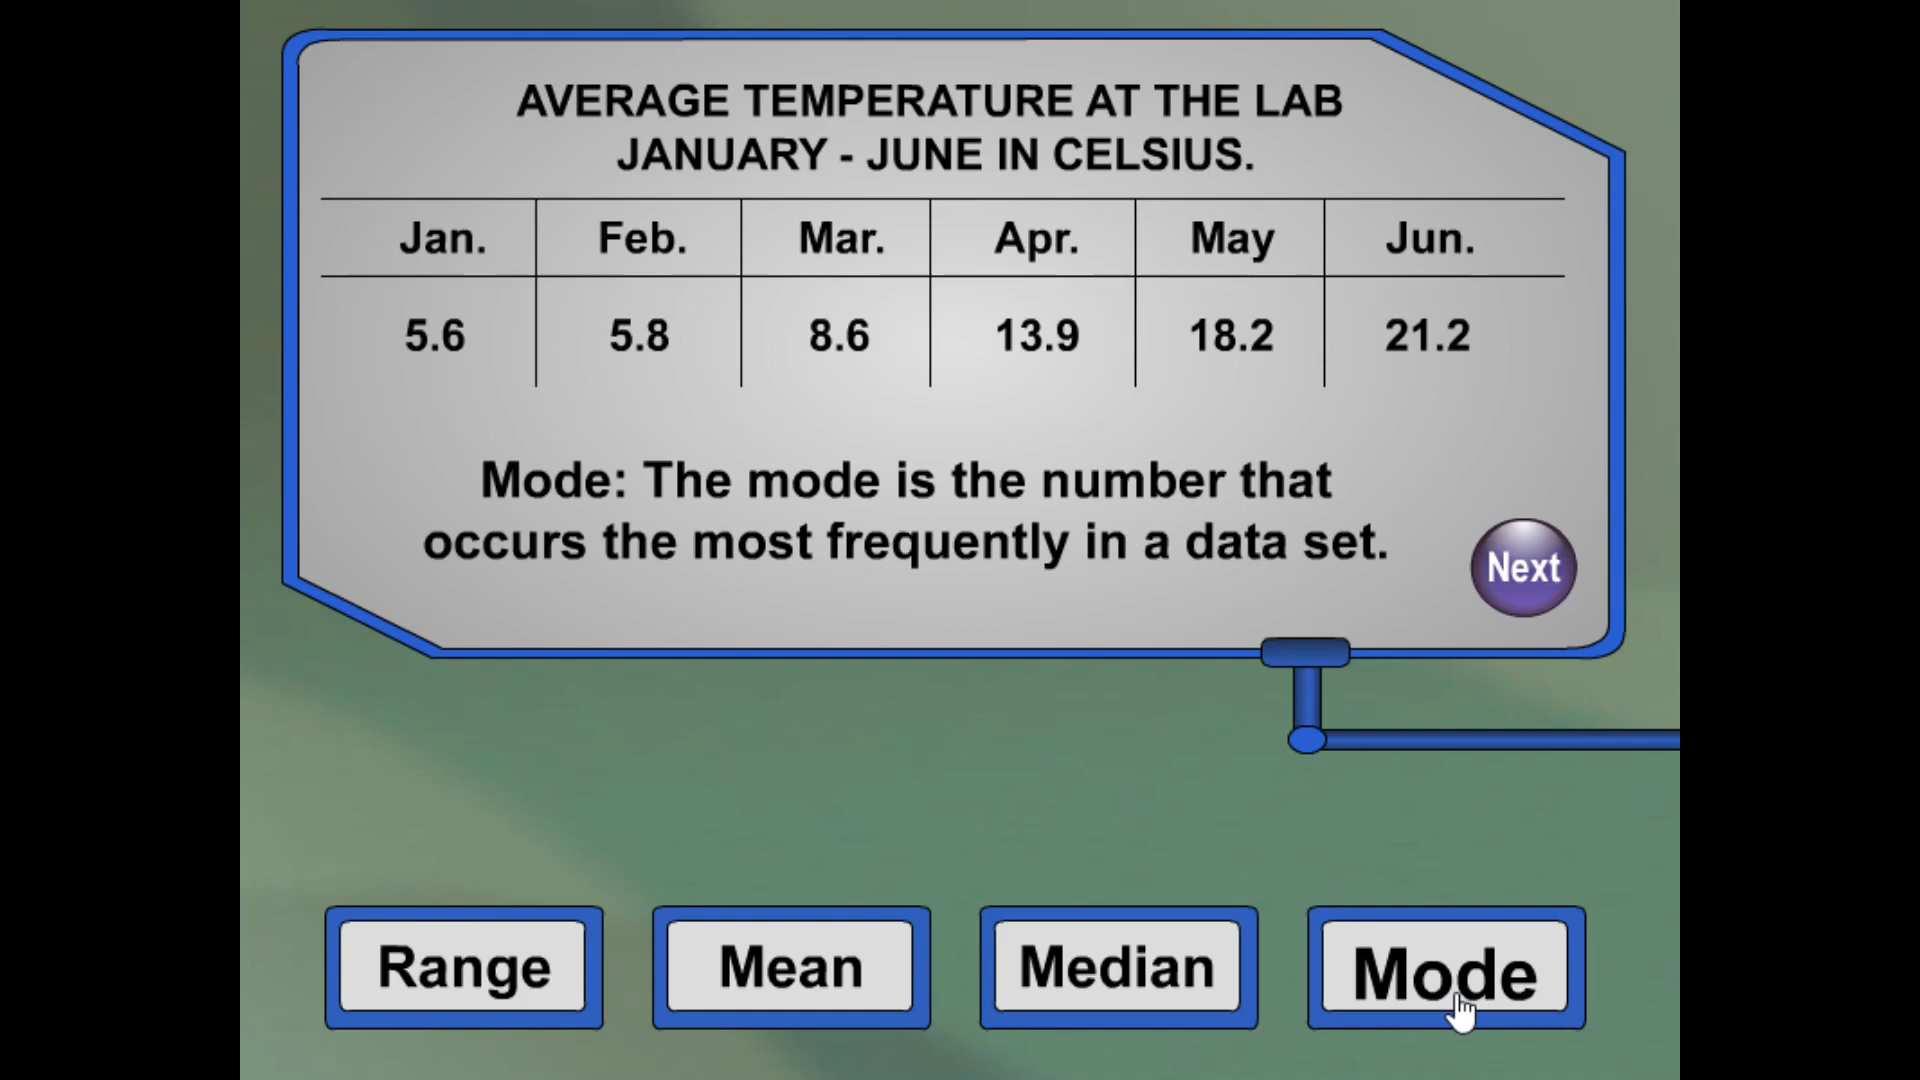 AVERAGE TEMPERATURE AT THE LAB
JANUARY - JUNE IN CELSIUS.
Jan. Feb. Mar. Apr. May Jun.
5.6 5.8 8.6 13.9 18.2 21.2
Mode: The mode is the number that
occurs the most frequently in a data set.
Next
Range Mean Median Mode